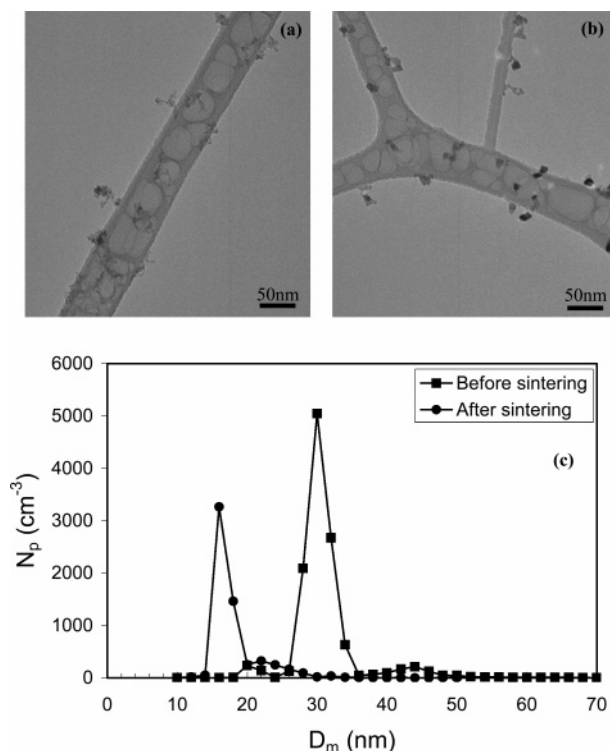 (a)
(b)
50nm
50nm
6000
5000
4000
3000
2000
1000
0
Before sintering
After sintering
(c)
N_p (cm⁻³)
0 10 20 30 40 50 60 70
D_m (nm)